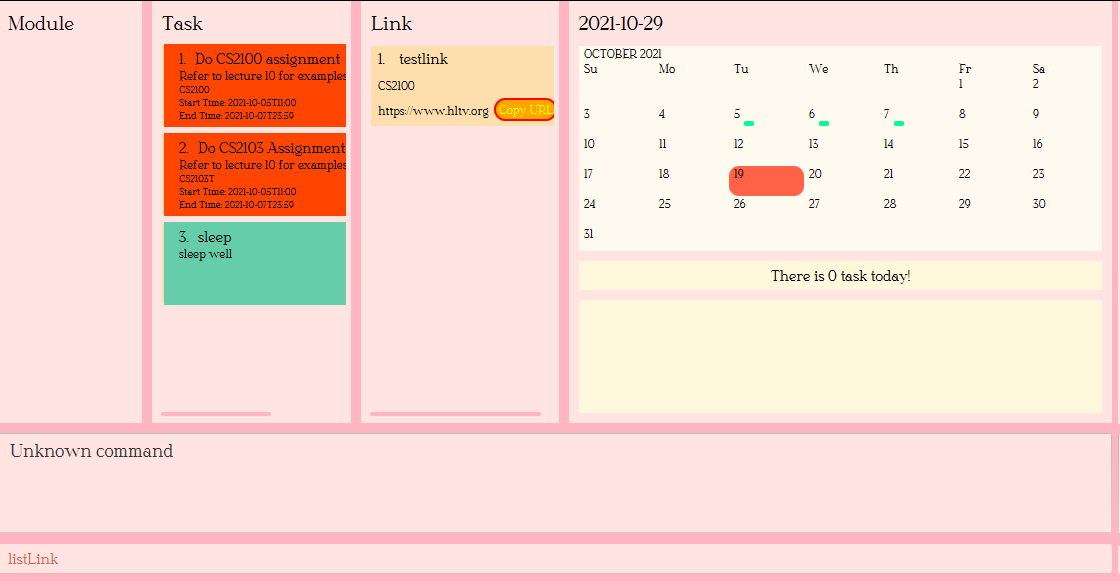 Module
Task
1. Do CS2100 assignment
Refer to lecture 10 for examples
CS2100
Start Time: 2021-10-05T11:00
End Time: 2021-10-07T23:59
2. Do CS2103 Assignment
Refer to lecture 10 for examples
CS2103T
Start Time: 2021-10-05T11:00
End Time: 2021-10-07T23:59
3. sleep
sleep well
Link
1. testlink
CS2100
https://www.hltv.org Copy URL
2021-10-29
OCTOBER 2021
Su Mo Tu We Th Fr Sa
1 2
3 4 5 6 7 8 9
10 11 12 13 14 15 16
17 18 19 20 21 22 23
24 25 26 27 28 29 30
31
There is 0 task today!
Unknown command
listLink